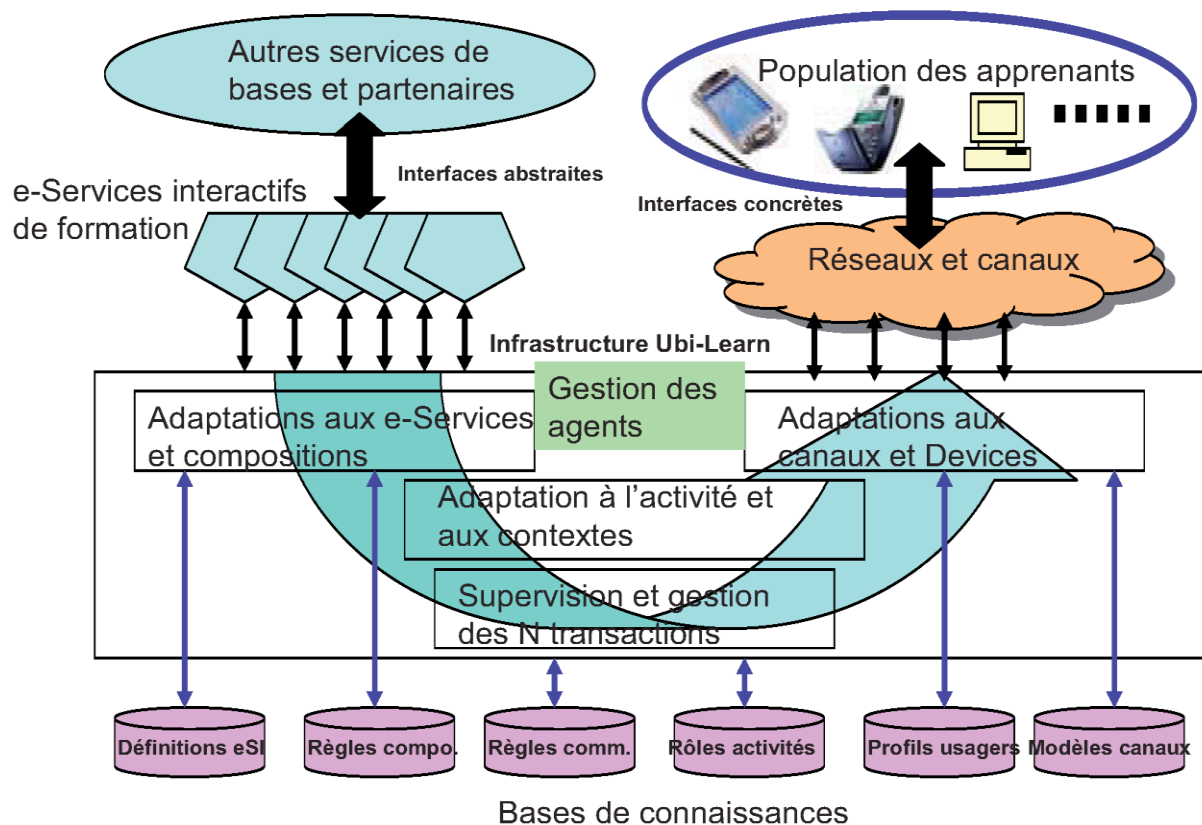 Autres services de
bases et partenaires
Population des apprenants
Interfaces abstraites
e-Services interactifs
de formation
Interfaces concrètes
Réseaux et canaux
Infrastructure Ubi-Learn
Gestion des
agents
Adaptations aux e-Services
et compositions
Adaptations aux
canaux et Devices
Adaptation à l'activité et
aux contextes
Supervision et gestion
des N transactions
Définitions eSI
Règles compo.
Règles comm.
Rôles activités
Profils usagers
Modèles canaux
Bases de connaissances